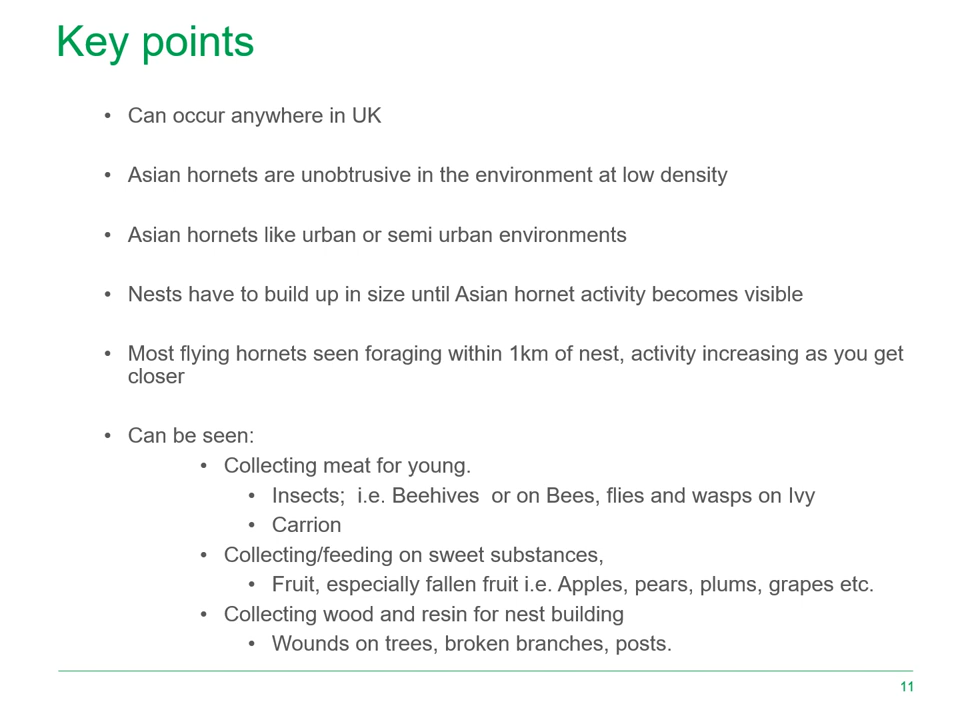 Key points
• Can occur anywhere in UK
• Asian hornets are unobtrusive in the environment at low density
• Asian hornets like urban or semi urban environments
• Nests have to build up in size until Asian hornet activity becomes visible
• Most flying hornets seen foraging within 1km of nest, activity increasing as you get
closer
• Can be seen:
• Collecting meat for young.
• Insects;  i.e. Beehives  or on Bees, flies and wasps on Ivy
• Carrion
• Collecting/feeding on sweet substances,
• Fruit, especially fallen fruit i.e. Apples, pears, plums, grapes etc.
• Collecting wood and resin for nest building
• Wounds on trees, broken branches, posts.
11